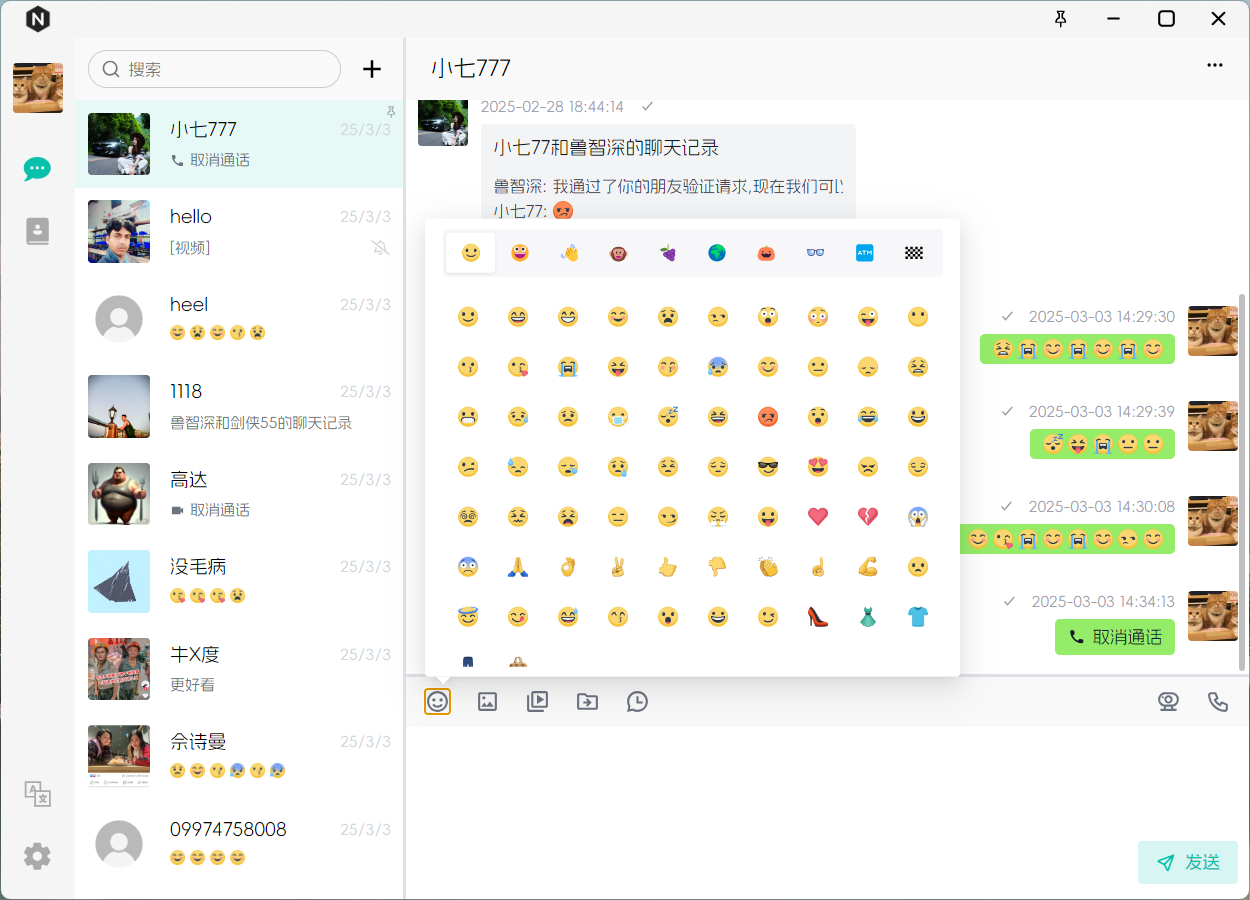 N
搜索
小七777
25/3/3
取消通话
hello
25/3/3
[视频]
heel
25/3/3
1118
25/3/3
鲁智深和剑侠55的聊天记录
高达
25/3/3
取消通话
没毛病
25/3/3
牛X度
25/3/3
更好看
佘诗曼
25/3/3
09974758008
25/3/3
小七777
2025-02-28 18:44:14
小七77和鲁智深的聊天记录
鲁智深: 我通过了你的朋友验证请求,现在我们可以
小七77:
ATM
2025-03-03 14:29:30
2025-03-03 14:29:39
2025-03-03 14:30:08
2025-03-03 14:34:13
取消通话
A
文
发送